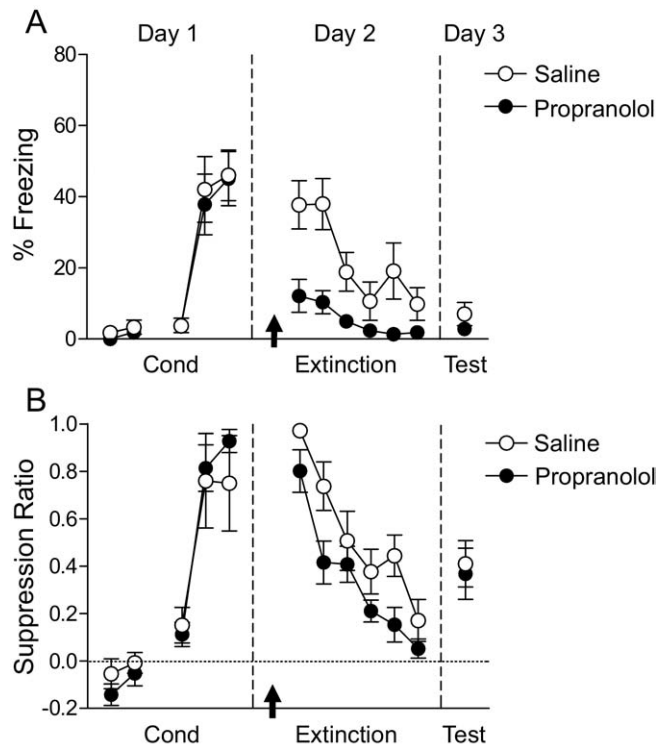 A
Day 1 Day 2 Day 3
80
60
40
20
0
% Freezing
Saline
Propranolol
Cond Extinction Test
B
1.0
0.8
0.6
0.4
0.2
0.0
-0.2
Suppression Ratio
Saline
Propranolol
Cond Extinction Test